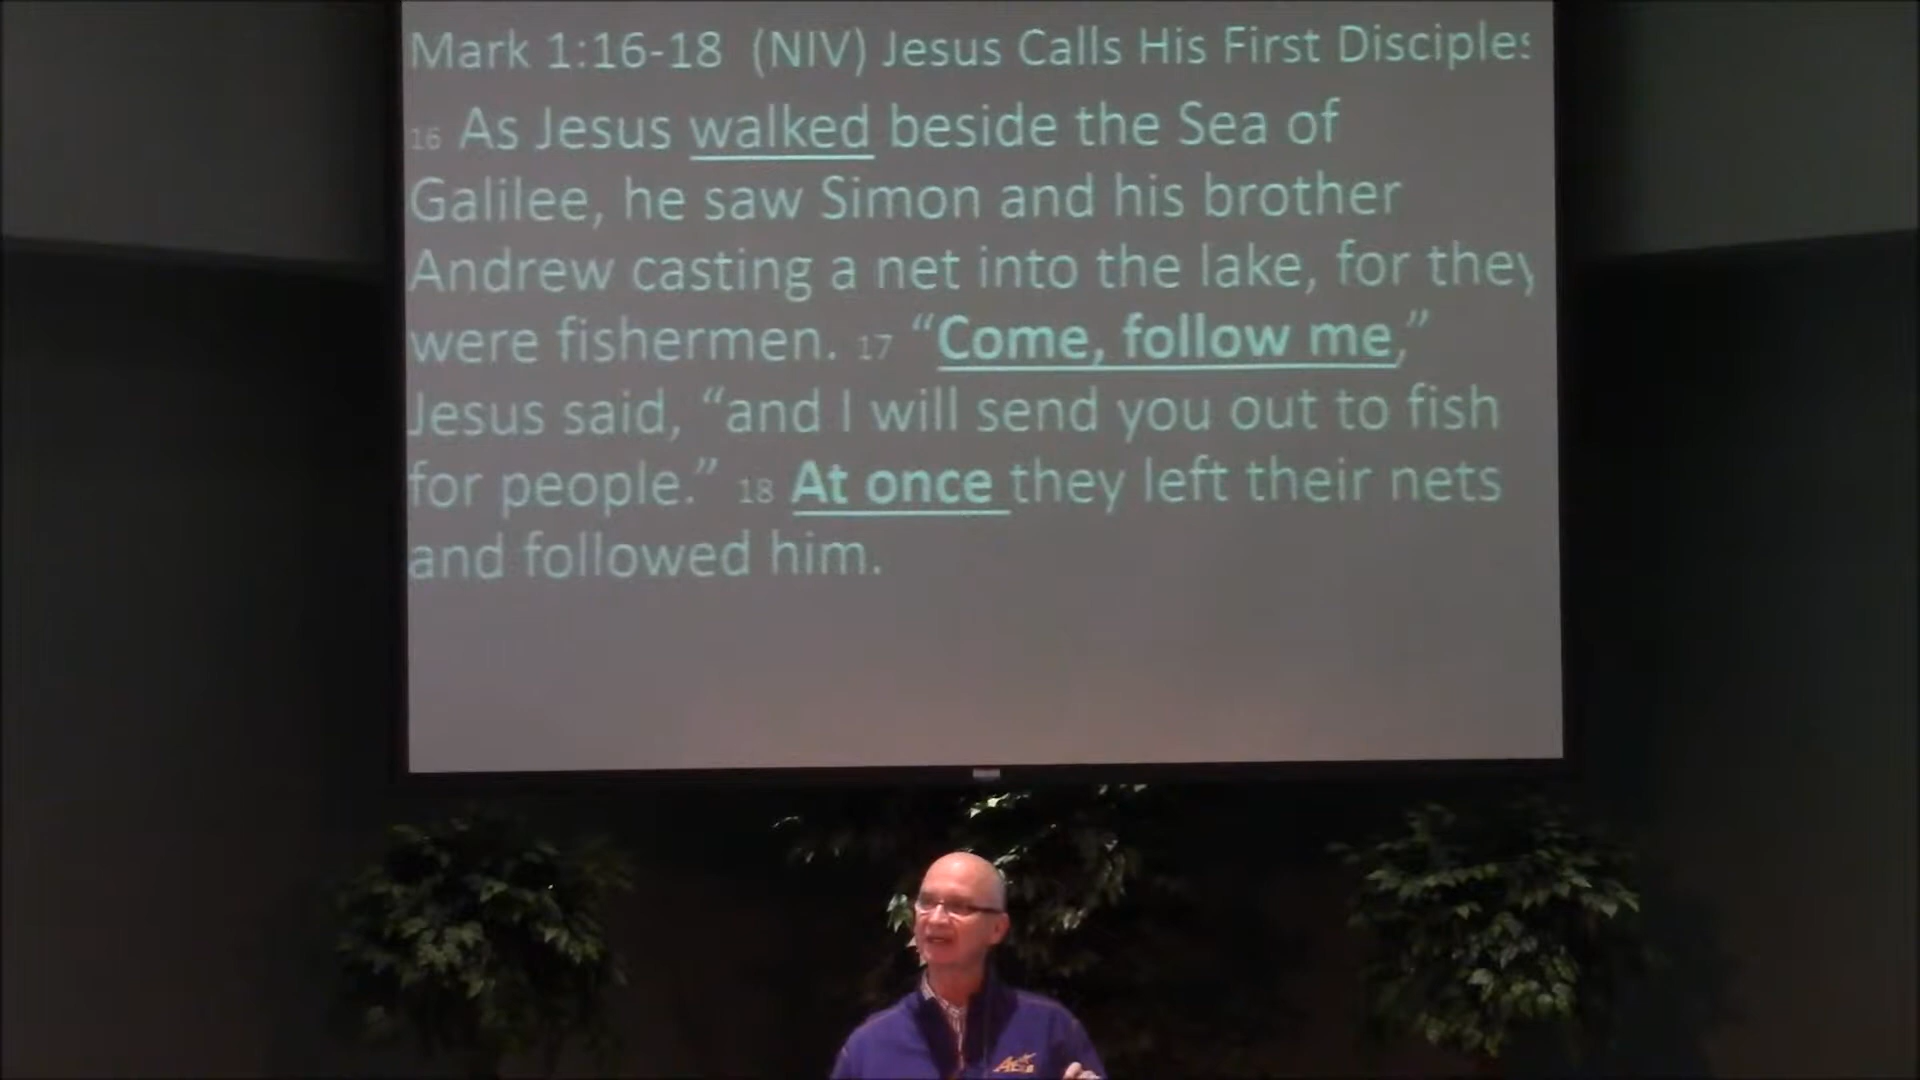 Mark 1:16-18 (NIV) Jesus Calls His First Disciples
16 As Jesus walked beside the Sea of
Galilee, he saw Simon and his brother
Andrew casting a net into the lake, for they
were fishermen. 17 “Come, follow me,”
Jesus said, “and I will send you out to fish
for people.” 18 At once they left their nets
and followed him.